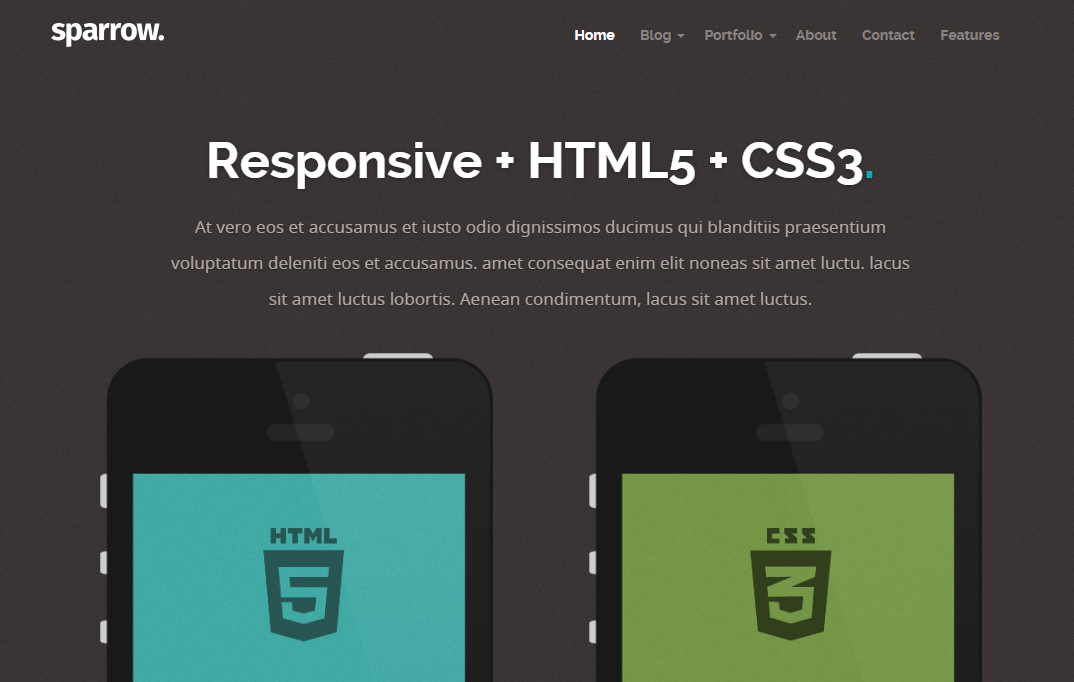 sparrow.
Home Blog Portfolio About Contact Features
Responsive + HTML5 + CSS3.
At vero eos et accusamus et iusto odio dignissimos ducimus qui blanditiis praesentium
voluptatum deleniti eos et accusamus. amet consequat enim elit noneas sit amet luctu. lacus
sit amet luctus lobortis. Aenean condimentum, lacus sit amet luctus.
HTML
5
CSS
3